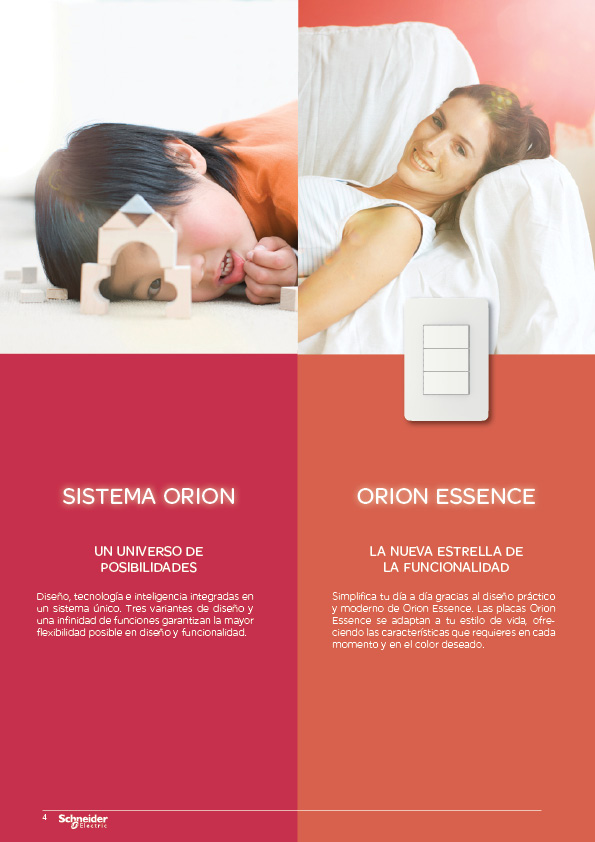 SISTEMA ORION
UN UNIVERSO DE
POSIBILIDADES
Diseño, tecnología e inteligencia integradas en
un sistema único. Tres variantes de diseño y
una infinidad de funciones garantizan la mayor
flexibilidad posible en diseño y funcionalidad.
ORION ESSENCE
LA NUEVA ESTRELLA DE
LA FUNCIONALIDAD
Simplifica tu día a día gracias al diseño práctico
y moderno de Orion Essence. Las placas Orion
Essence se adaptan a tu estilo de vida, ofre-
ciendo las características que requieres en cada
momento y en el color deseado.
4
Schneider
Electric